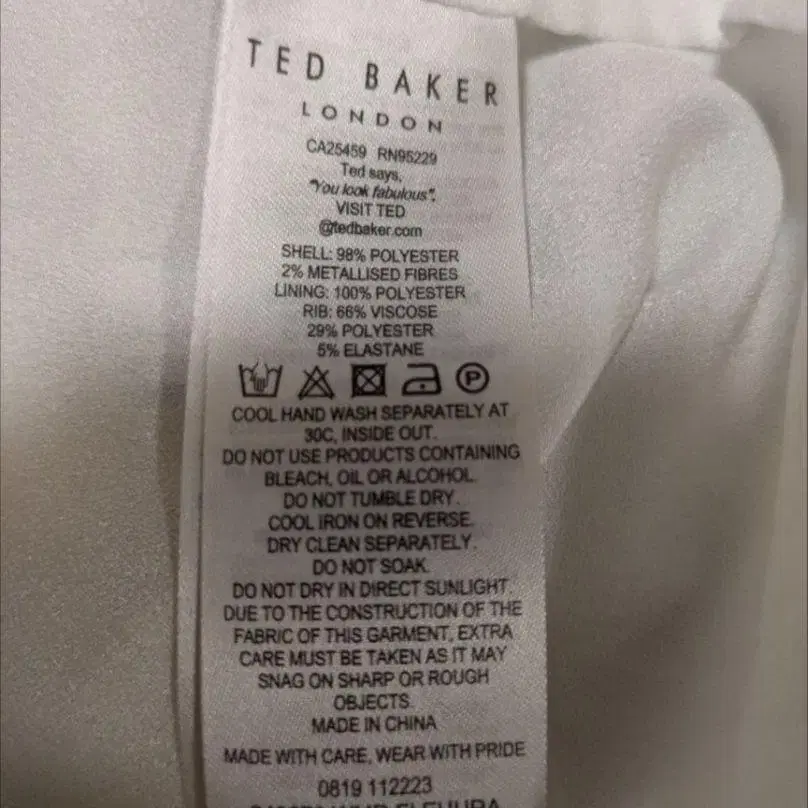 TED BAKER
LONDON
CA25459 RN95229
Ted says,
"You look fabulous".
VISIT TED
@tedbaker.com
SHELL: 98% POLYESTER
2% METALLISED FIBRES
LINING: 100% POLYESTER
RIB: 66% VISCOSE
29% POLYESTER
5% ELASTANE
P
COOL HAND WASH SEPARATELY AT
30C, INSIDE OUT.
DO NOT USE PRODUCTS CONTAINING
BLEACH, OIL OR ALCOHOL.
DO NOT TUMBLE DRY.
COOL IRON ON REVERSE.
DRY CLEAN SEPARATELY.
DO NOT SOAK.
DO NOT DRY IN DIRECT SUNLIGHT.
DUE TO THE CONSTRUCTION OF THE
FABRIC OF THIS GARMENT, EXTRA
CARE MUST BE TAKEN AS IT MAY
SNAG ON SHARP OR ROUGH
OBJECTS.
MADE IN CHINA
MADE WITH CARE, WEAR WITH PRIDE
0819 112223